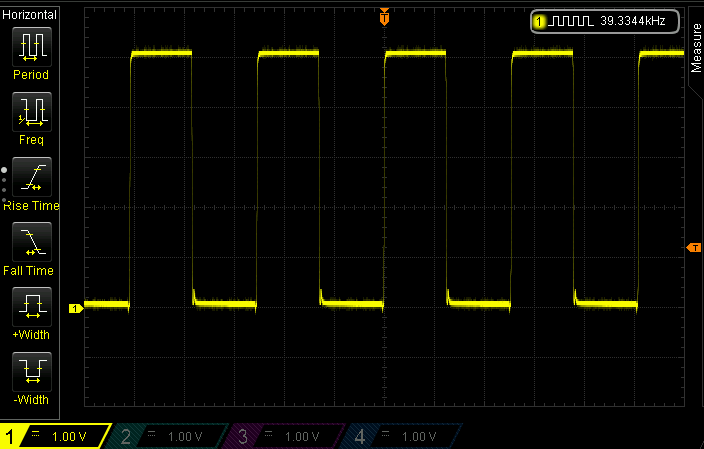 Horizontal
Period
Freq
Rise Time
Fall Time
+Width
-Width
T
1 39.3344kHz
Measure
T
1
1 1.00 V
2 1.00 V
3 1.00 V
4 1.00 V